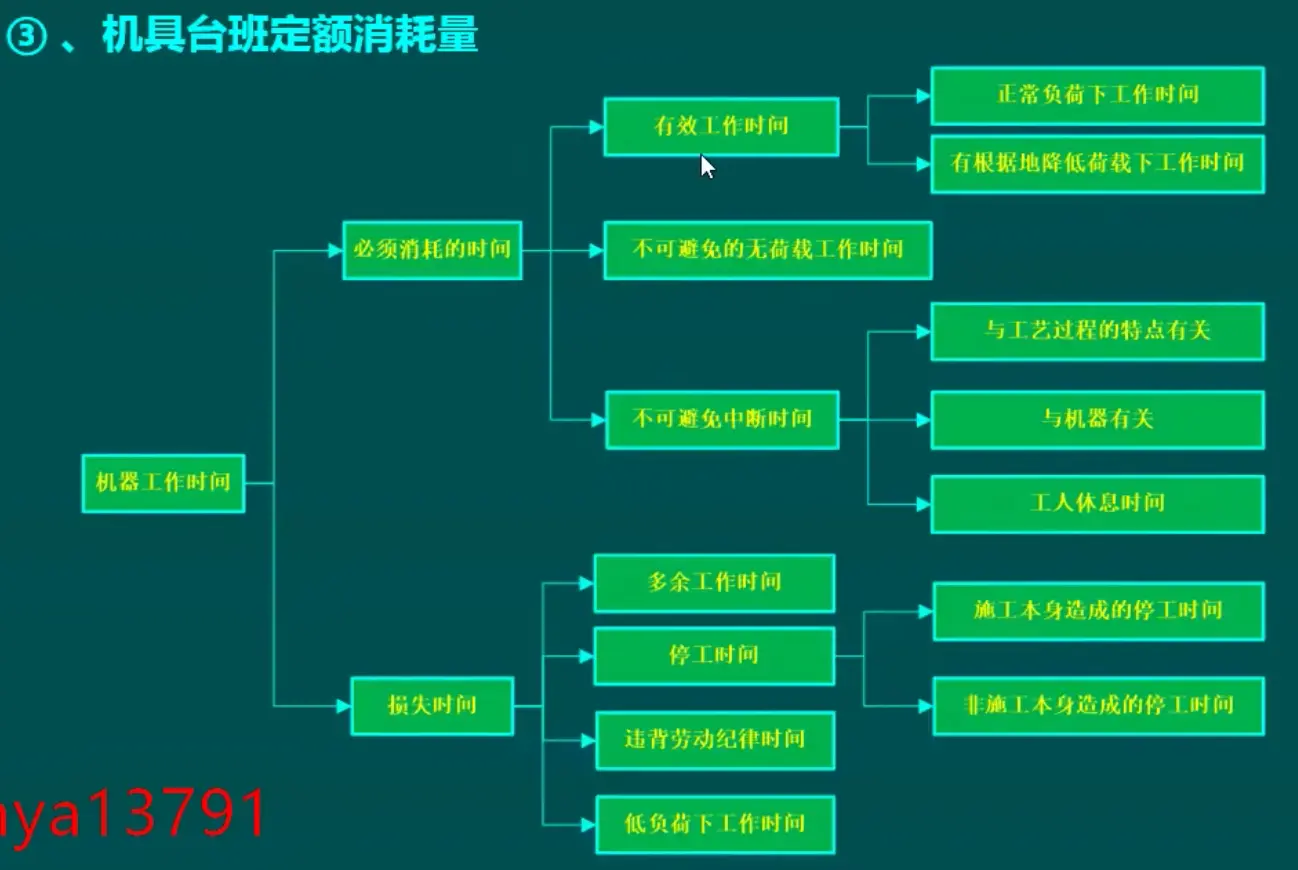 ③、机具台班定额消耗量
正常负荷下工作时间
有效工作时间
有根据地降低荷载下工作时间
必须消耗的时间
不可避免的无荷载工作时间
与工艺过程的特点有关
不可避免中断时间
与机器有关
机器工作时间
工人休息时间
多余工作时间
施工本身造成的停工时间
停工时间
损失时间
非施工本身造成的停工时间
违背劳动纪律时间
低负荷下工作时间
ya13791